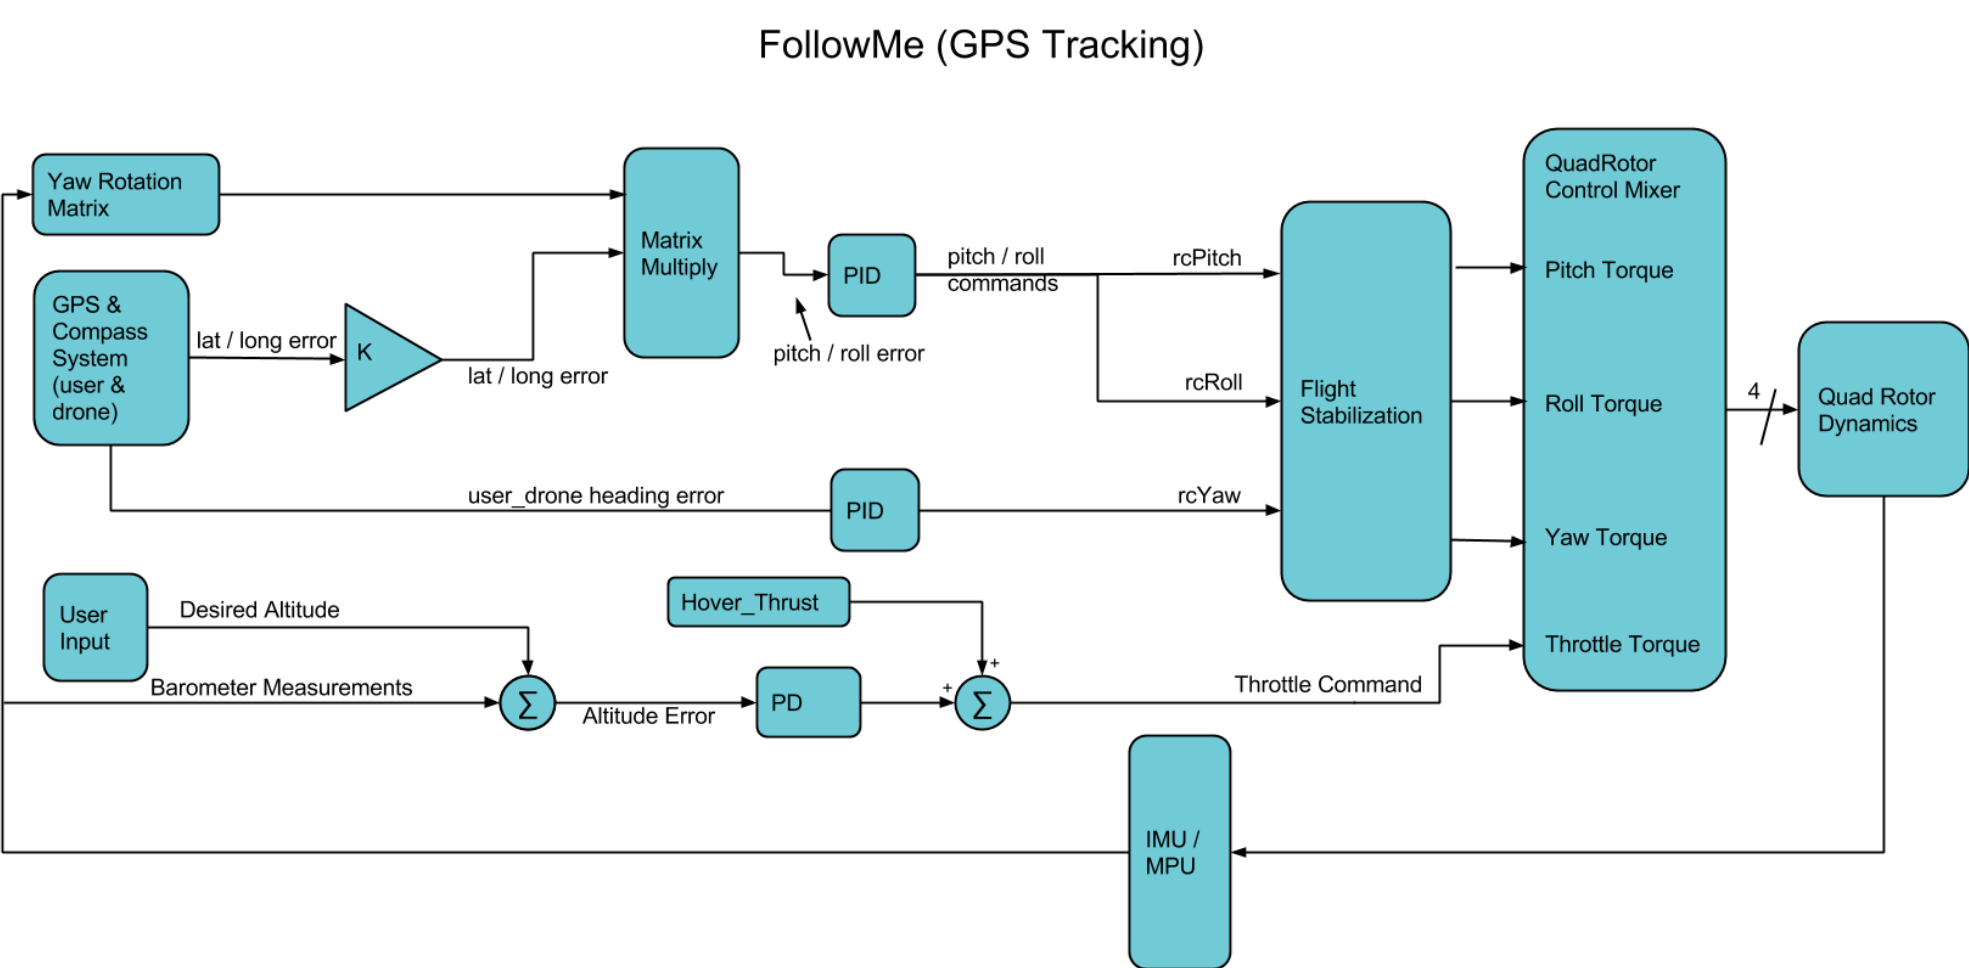 FollowMe (GPS Tracking)
Yaw Rotation
Matrix
GPS &
Compass
System
(user &
drone)
lat / long error
K
lat / long error
Matrix
Multiply
pitch / roll error
PID
pitch / roll
commands
rcPitch
rcRoll
user_drone heading error
PID
rcYaw
Flight
Stabilization
QuadRotor
Control Mixer
Pitch Torque
Roll Torque
Yaw Torque
Throttle Torque
4
Quad Rotor
Dynamics
User
Input
Desired Altitude
Barometer Measurements
Σ
Altitude Error
PD
Hover_Thrust
+
+
Σ
Throttle Command
IMU /
MPU